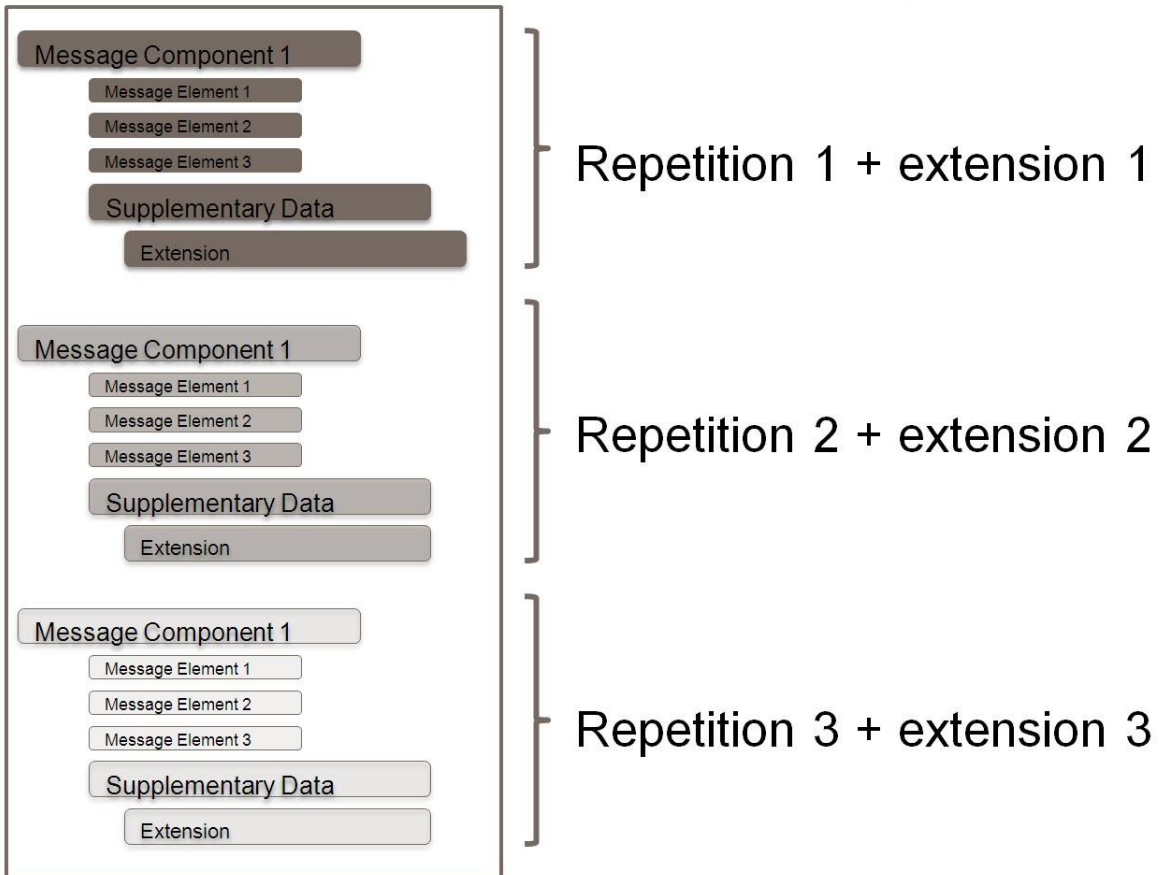 Message Component 1
Message Element 1
Message Element 2
Message Element 3
Supplementary Data
Extension
Repetition 1 + extension 1
Message Component 1
Message Element 1
Message Element 2
Message Element 3
Supplementary Data
Extension
Repetition 2 + extension 2
Message Component 1
Message Element 1
Message Element 2
Message Element 3
Supplementary Data
Extension
Repetition 3 + extension 3